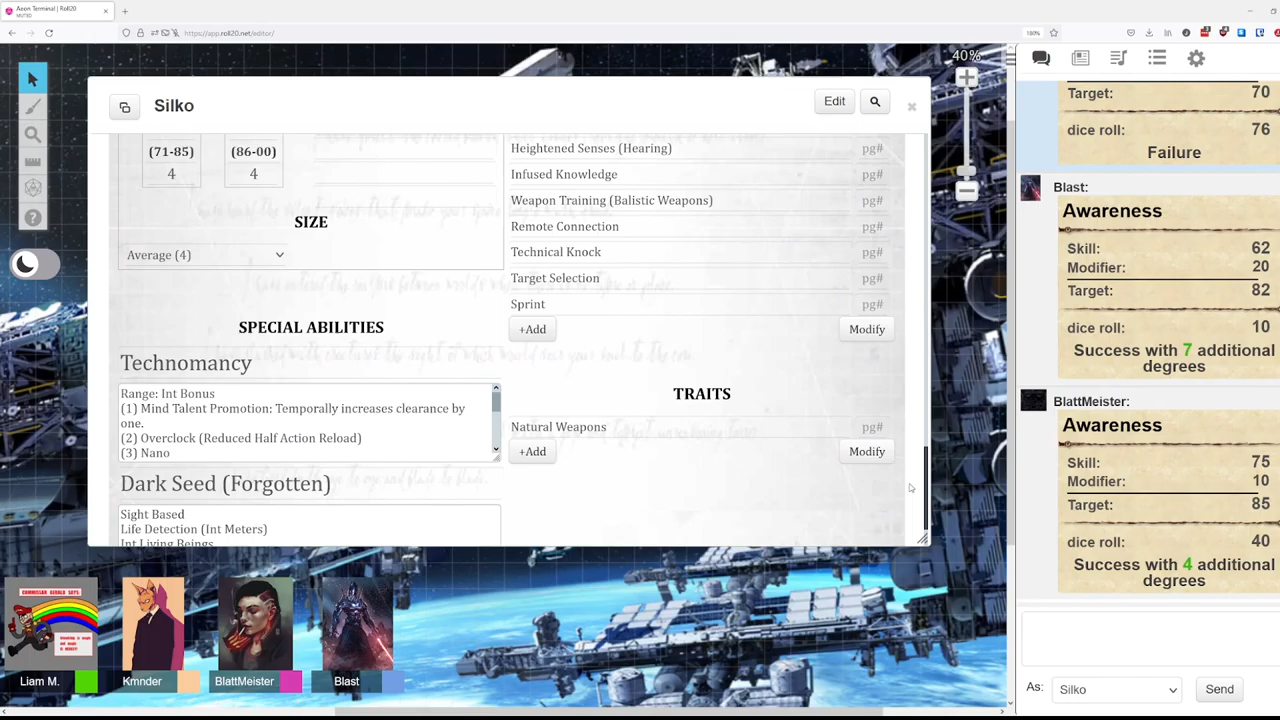 Aeon Terminal | Roll20
https://app.roll20.net/editor/
40%
Silko
Edit
(71-85)
(86-00)
4
4
SIZE
Average (4)
SPECIAL ABILITIES
Technomancy
Range: Int Bonus
(1) Mind Talent Promotion: Temporally increases clearance by
one.
(2) Overclock (Reduced Half Action Reload)
(3) Nano
Dark Seed (Forgotten)
Sight Based
Life Detection (Int Meters)
Int Living Beings
Heightened Senses (Hearing) pg#
Infused Knowledge pg#
Weapon Training (Balistic Weapons) pg#
Remote Connection pg#
Technical Knock pg#
Target Selection pg#
Sprint pg#
+Add Modify
TRAITS
Natural Weapons pg#
+Add Modify
COMMISSAR GERALD SAYS
Liam M.
Kmnder
BlattMeister
Blast
Target: 70
dice roll: 76
Failure
Blast:
Awareness
Skill: 62
Modifier: 20
Target: 82
dice roll: 10
Success with 7 additional
degrees
BlattMeister:
Awareness
Skill: 75
Modifier: 10
Target: 85
dice roll: 40
Success with 4 additional
degrees
As: Silko Send